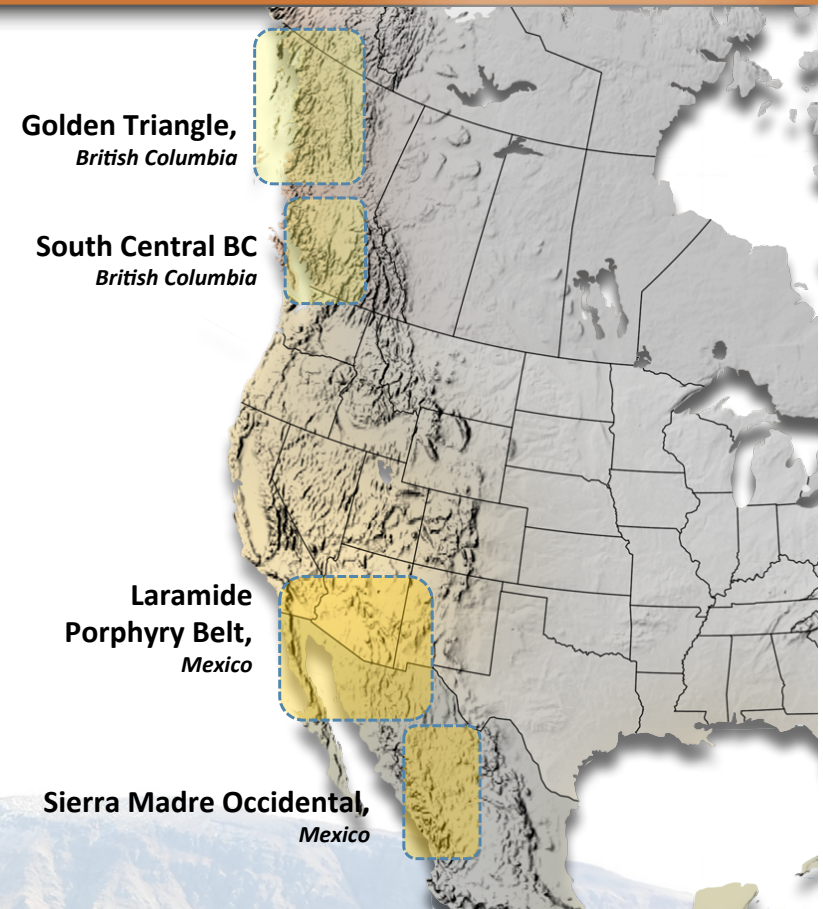 Golden Triangle,
British Columbia
South Central BC
British Columbia
Laramide
Porphyry Belt,
Mexico
Sierra Madre Occidental,
Mexico